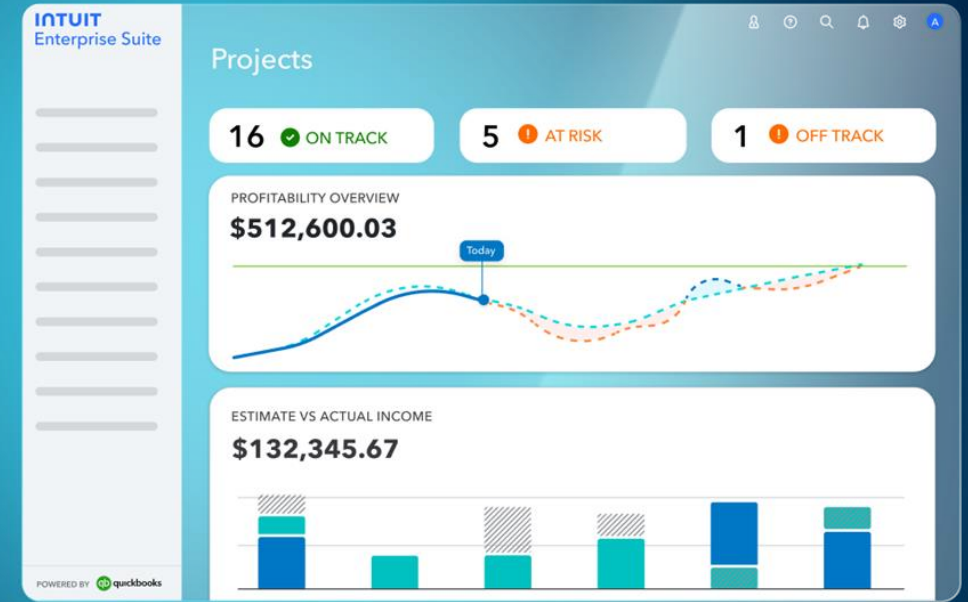 INTUIT
Enterprise Suite
A
Projects
16 ON TRACK
5 ! AT RISK
1 ! OFF TRACK
PROFITABILITY OVERVIEW
$512,600.03
Today
ESTIMATE VS ACTUAL INCOME
$132,345.67
POWERED BY qb quickbooks